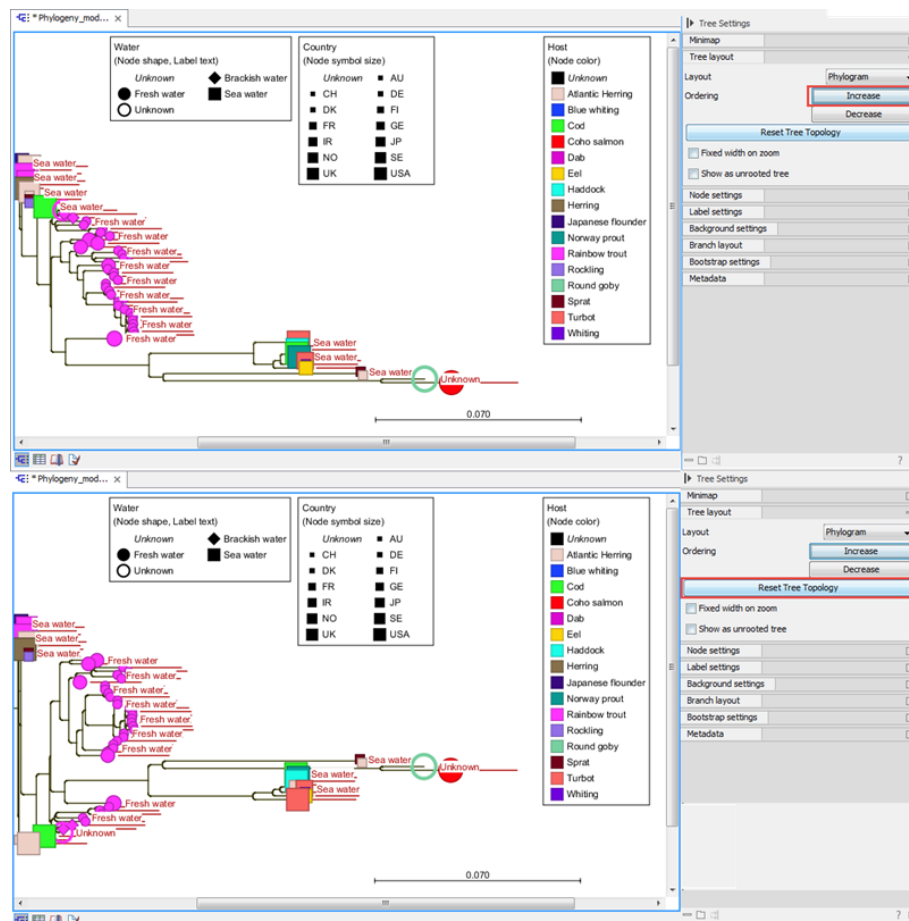 * Phylogeny_mod... ×
Tree Settings
Minimap
Tree layout
Layout Phylogram
Ordering Increase
Decrease
Reset Tree Topology
Fixed width on zoom
Show as unrooted tree
Node settings
Label settings
Background settings
Branch layout
Bootstrap settings
Metadata
Water
(Node shape, Label text)
Unknown Brackish water
Fresh water Sea water
Unknown
Country
(Node symbol size)
Unknown AU
CH DE
DK FI
FR GE
IR JP
NO SE
UK USA
Host
(Node color)
Unknown
Atlantic Herring
Blue whiting
Cod
Coho salmon
Dab
Eel
Haddock
Herring
Japanese flounder
Norway prout
Rainbow trout
Rockling
Round goby
Sprat
Turbot
Whiting
Sea water
Sea water
Sea water
Sea water
Fresh water
Fresh water
Fresh water
Fresh water
Fresh water
Fresh water
Fresh water
Fresh water
Fresh water
Sea water
Sea water
Sea water
Unknown
0.070
?
* Phylogeny_mod... ×
Tree Settings
Minimap
Tree layout
Layout Phylogram
Ordering Increase
Decrease
Reset Tree Topology
Fixed width on zoom
Show as unrooted tree
Node settings
Label settings
Background settings
Branch layout
Bootstrap settings
Metadata
Water
(Node shape, Label text)
Unknown Brackish water
Fresh water Sea water
Unknown
Country
(Node symbol size)
Unknown AU
CH DE
DK FI
FR GE
IR JP
NO SE
UK USA
Host
(Node color)
Unknown
Atlantic Herring
Blue whiting
Cod
Coho salmon
Dab
Eel
Haddock
Herring
Japanese flounder
Norway prout
Rainbow trout
Rockling
Round goby
Sprat
Turbot
Whiting
Sea water
Sea water
Sea water
Fresh water
Fresh water
Fresh water
Fresh water
Fresh water
Fresh water
Fresh water
Sea water
Unknown
Sea water
Sea water
Fresh water
Fresh water
Unknown
0.070
?